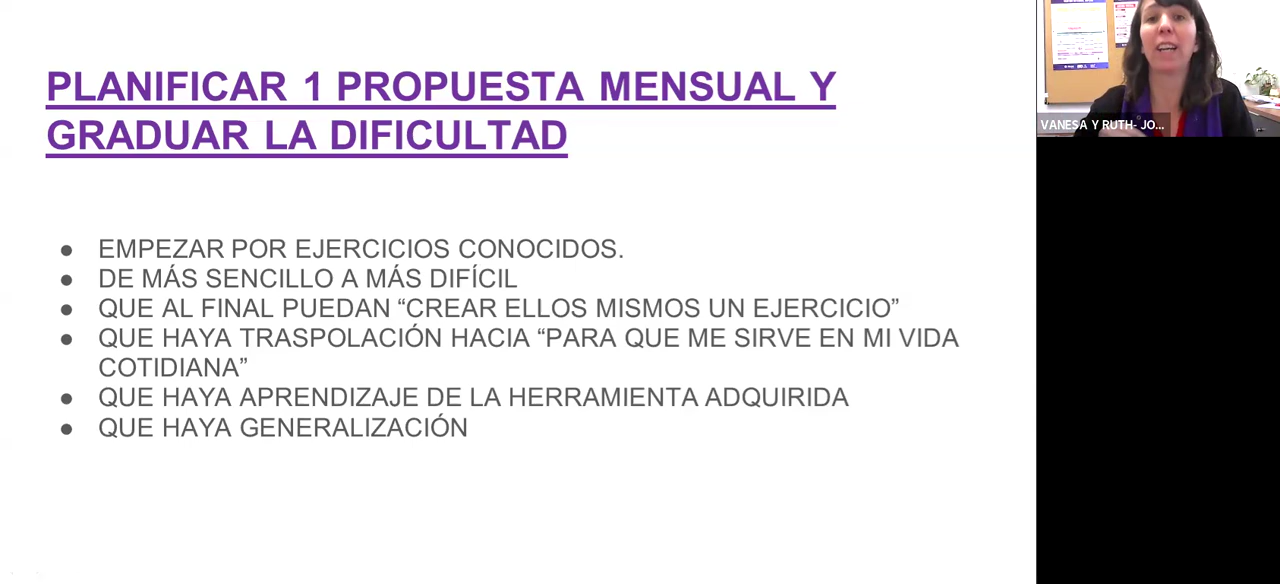 PLANIFICAR 1 PROPUESTA MENSUAL Y
GRADUAR LA DIFICULTAD
● EMPEZAR POR EJERCICIOS CONOCIDOS.
● DE MÁS SENCILLO A MÁS DIFÍCIL
● QUE AL FINAL PUEDAN “CREAR ELLOS MISMOS UN EJERCICIO”
● QUE HAYA TRASPOLACIÓN HACIA “PARA QUE ME SIRVE EN MI VIDA
COTIDIANA”
● QUE HAYA APRENDIZAJE DE LA HERRAMIENTA ADQUIRIDA
● QUE HAYA GENERALIZACIÓN
VANESA Y RUTH- JO...